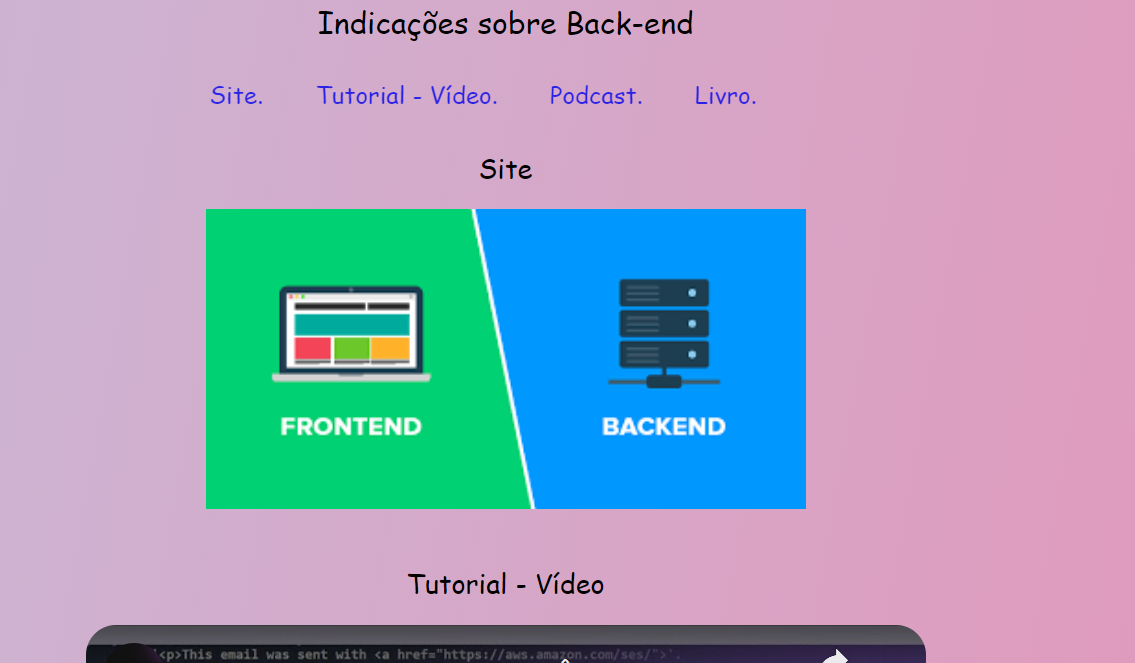 Indicações sobre Back-end
Site. Tutorial - Vídeo. Podcast. Livro.
Site
FRONTEND BACKEND
Tutorial - Vídeo
<p>This email was sent with <a href="https://aws.amazon.com/ses/">'.